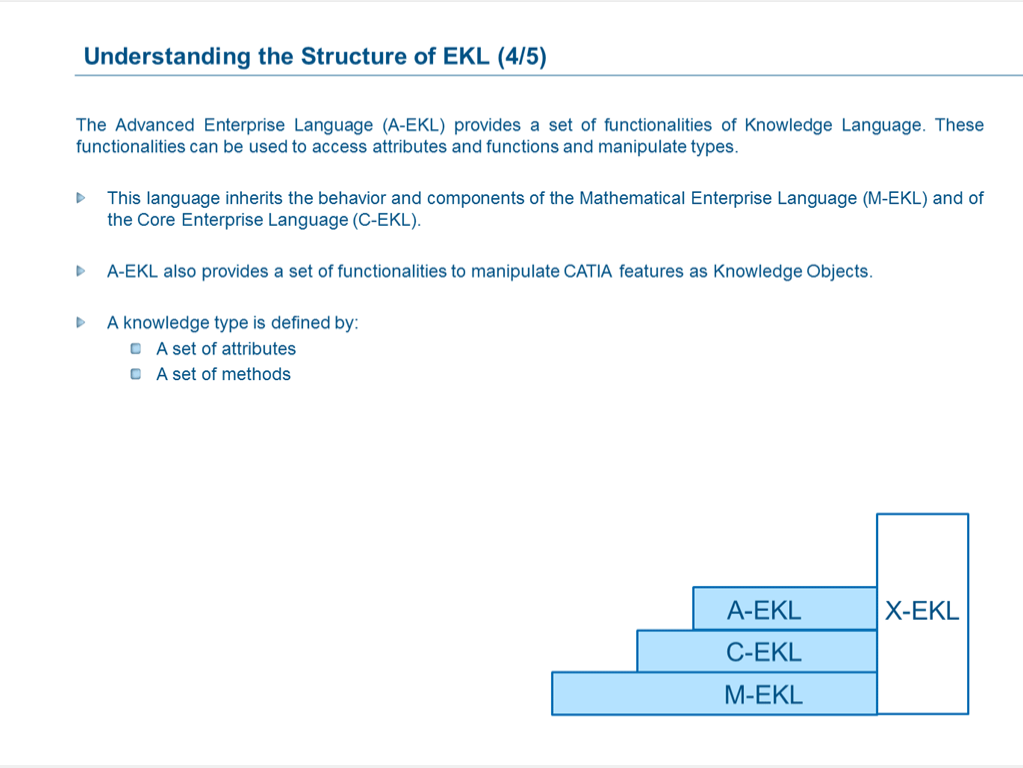 Understanding the Structure of EKL (4/5)
The Advanced Enterprise Language (A-EKL) provides a set of functionalities of Knowledge Language. These
functionalities can be used to access attributes and functions and manipulate types.
This language inherits the behavior and components of the Mathematical Enterprise Language (M-EKL) and of
the Core Enterprise Language (C-EKL).
A-EKL also provides a set of functionalities to manipulate CATIA features as Knowledge Objects.
A knowledge type is defined by:
A set of attributes
A set of methods
A-EKL
X-EKL
C-EKL
M-EKL